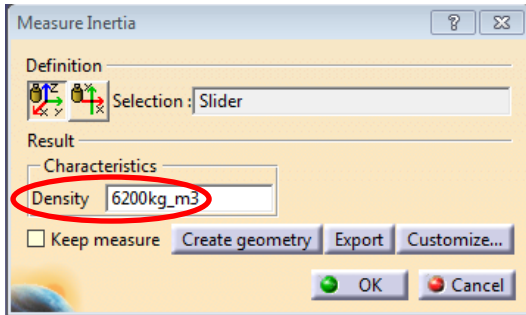 Measure Inertia
Definition
Selection : Slider
Result
Characteristics
Density 6200kg_m3
Keep measure Create geometry Export Customize...
OK Cancel